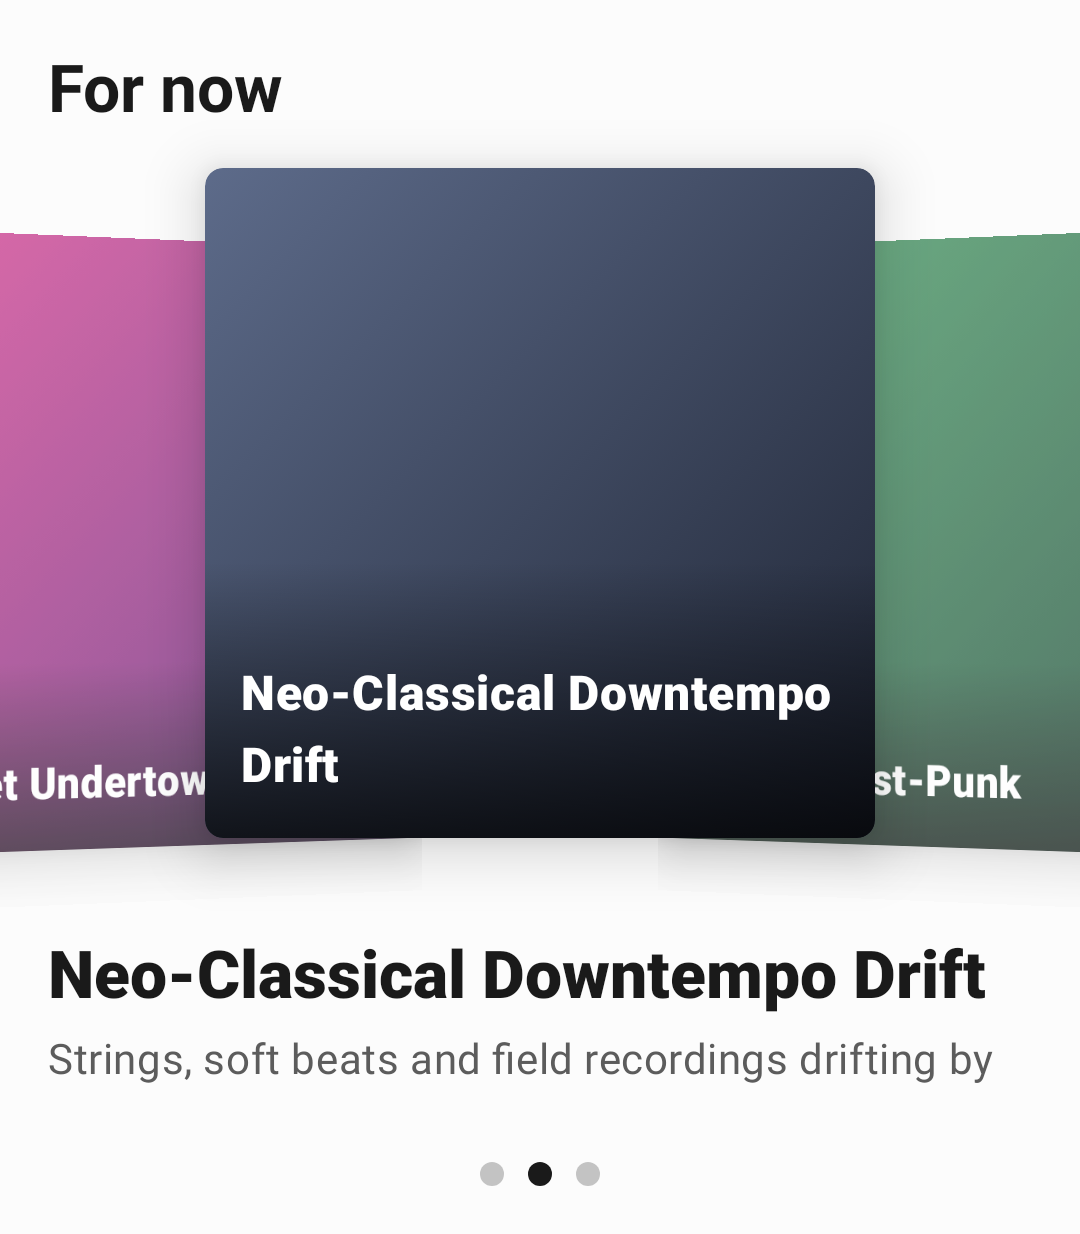 For now
Neo-Classical Downtempo
Drift
Undertow
st-Punk
Neo-Classical Downtempo Drift
Strings, soft beats and field recordings drifting by